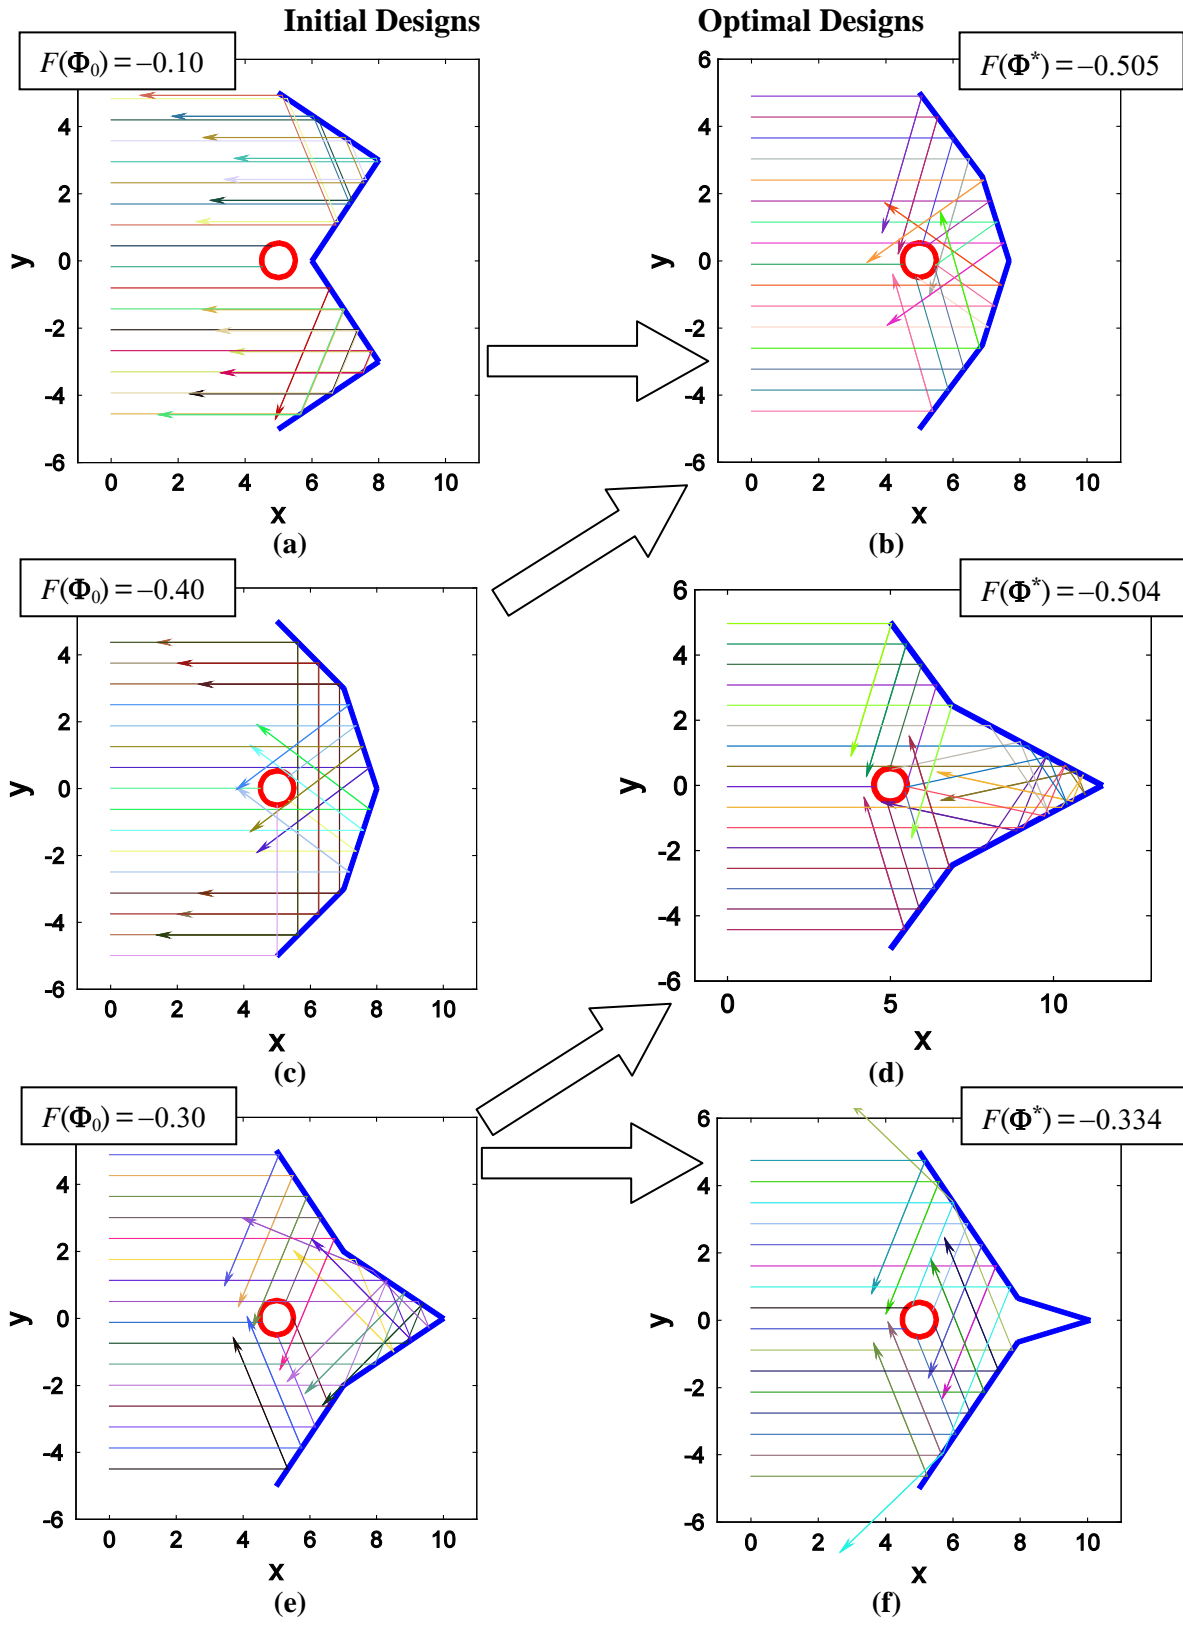 Initial Designs Optimal Designs
F(Φ₀) = −0.10
F(Φ*) = −0.505
4
2
0
-2
-4
-6
y
0 2 4 6 8 10
x
(a)
6
4
2
0
-2
-4
-6
y
0 2 4 6 8 10
x
(b)
F(Φ₀) = −0.40
F(Φ*) = −0.504
4
2
0
-2
-4
-6
y
0 2 4 6 8 10
x
(c)
6
4
2
0
-2
-4
-6
y
0 5 10
x
(d)
F(Φ₀) = −0.30
F(Φ*) = −0.334
4
2
0
-2
-4
-6
y
0 2 4 6 8 10
x
(e)
6
4
2
0
-2
-4
-6
y
0 2 4 6 8 10
x
(f)